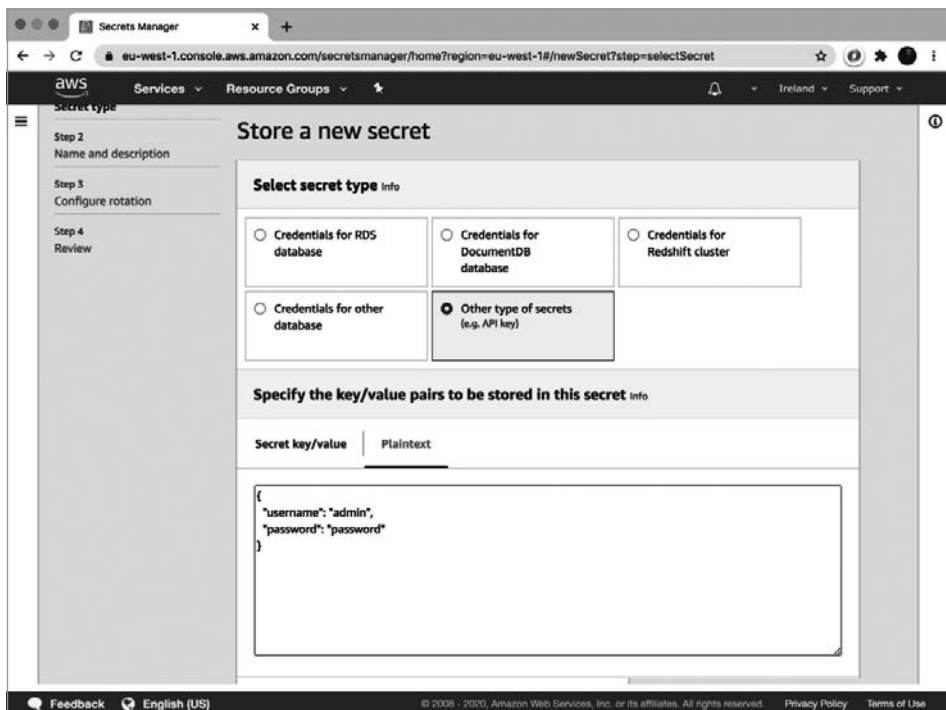 Secrets Manager
eu-west-1.console.aws.amazon.com/secretsmanager/home?region=eu-west-1#/newSecret?step=selectSecret
aws
Services
Resource Groups
Ireland
Support
Secret type
Step 2
Name and description
Step 3
Configure rotation
Step 4
Review
Store a new secret
Select secret type Info
Credentials for RDS
database
Credentials for
DocumentDB
database
Credentials for
Redshift cluster
Credentials for other
database
Other type of secrets
(e.g. API key)
Specify the key/value pairs to be stored in this secret Info
Secret key/value
Plaintext
{
"username": "admin",
"password": "password"
}
Feedback
English (US)
© 2008 - 2020, Amazon Web Services, Inc. or its affiliates. All rights reserved.
Privacy Policy
Terms of Use